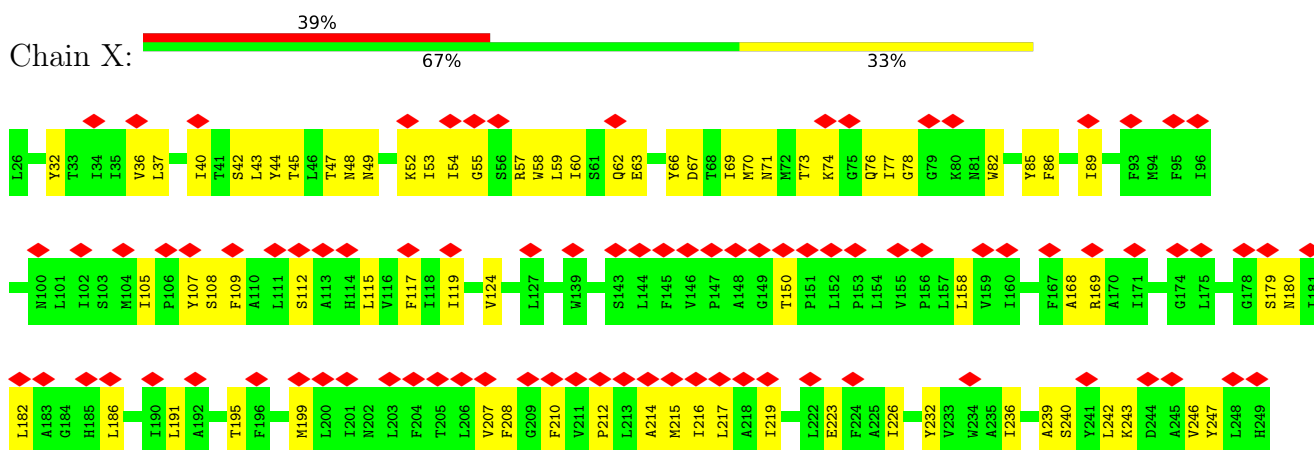 39%
Chain X:
67% 33%
L26 Y32 T33 I34 I35 V36 L37 I40 T41 S42 L43 Y44 T45 L46 T47 N48 N49 K52 I53 I54 G55 S56 R57 W58 L59 I60 S61 Q62 E63 Y66 D67 T68 I69 M70 N71 M72 T73 K74 G75 Q76 I77 G78 G79 K80 N81 W82 Y85 F86 I89 F93 M94 F95 I96
N100 L101 I102 S103 M104 I105 P106 Y107 S108 F109 A110 L111 S112 A113 H114 L115 V116 F117 I118 I119 V124 L127 W139 S143 L144 F145 V146 P147 A148 G149 T150 P151 L152 P153 L154 V155 P156 L157 L158 V159 I160 F167 A168 R169 A170 I171 G174 L175 G178 S179 N180 I181
L182 A183 G184 H185 L186 I190 L191 A192 T195 F196 M199 L200 I201 N202 L203 F204 T205 L206 V207 F208 G209 F210 V211 P212 L213 A214 M215 I216 L217 A218 I219 L222 E223 F224 A225 I226 Y232 V233 W234 A235 I236 A239 S240 Y241 L242 K243 D244 A245 V246 Y247 L248 H249